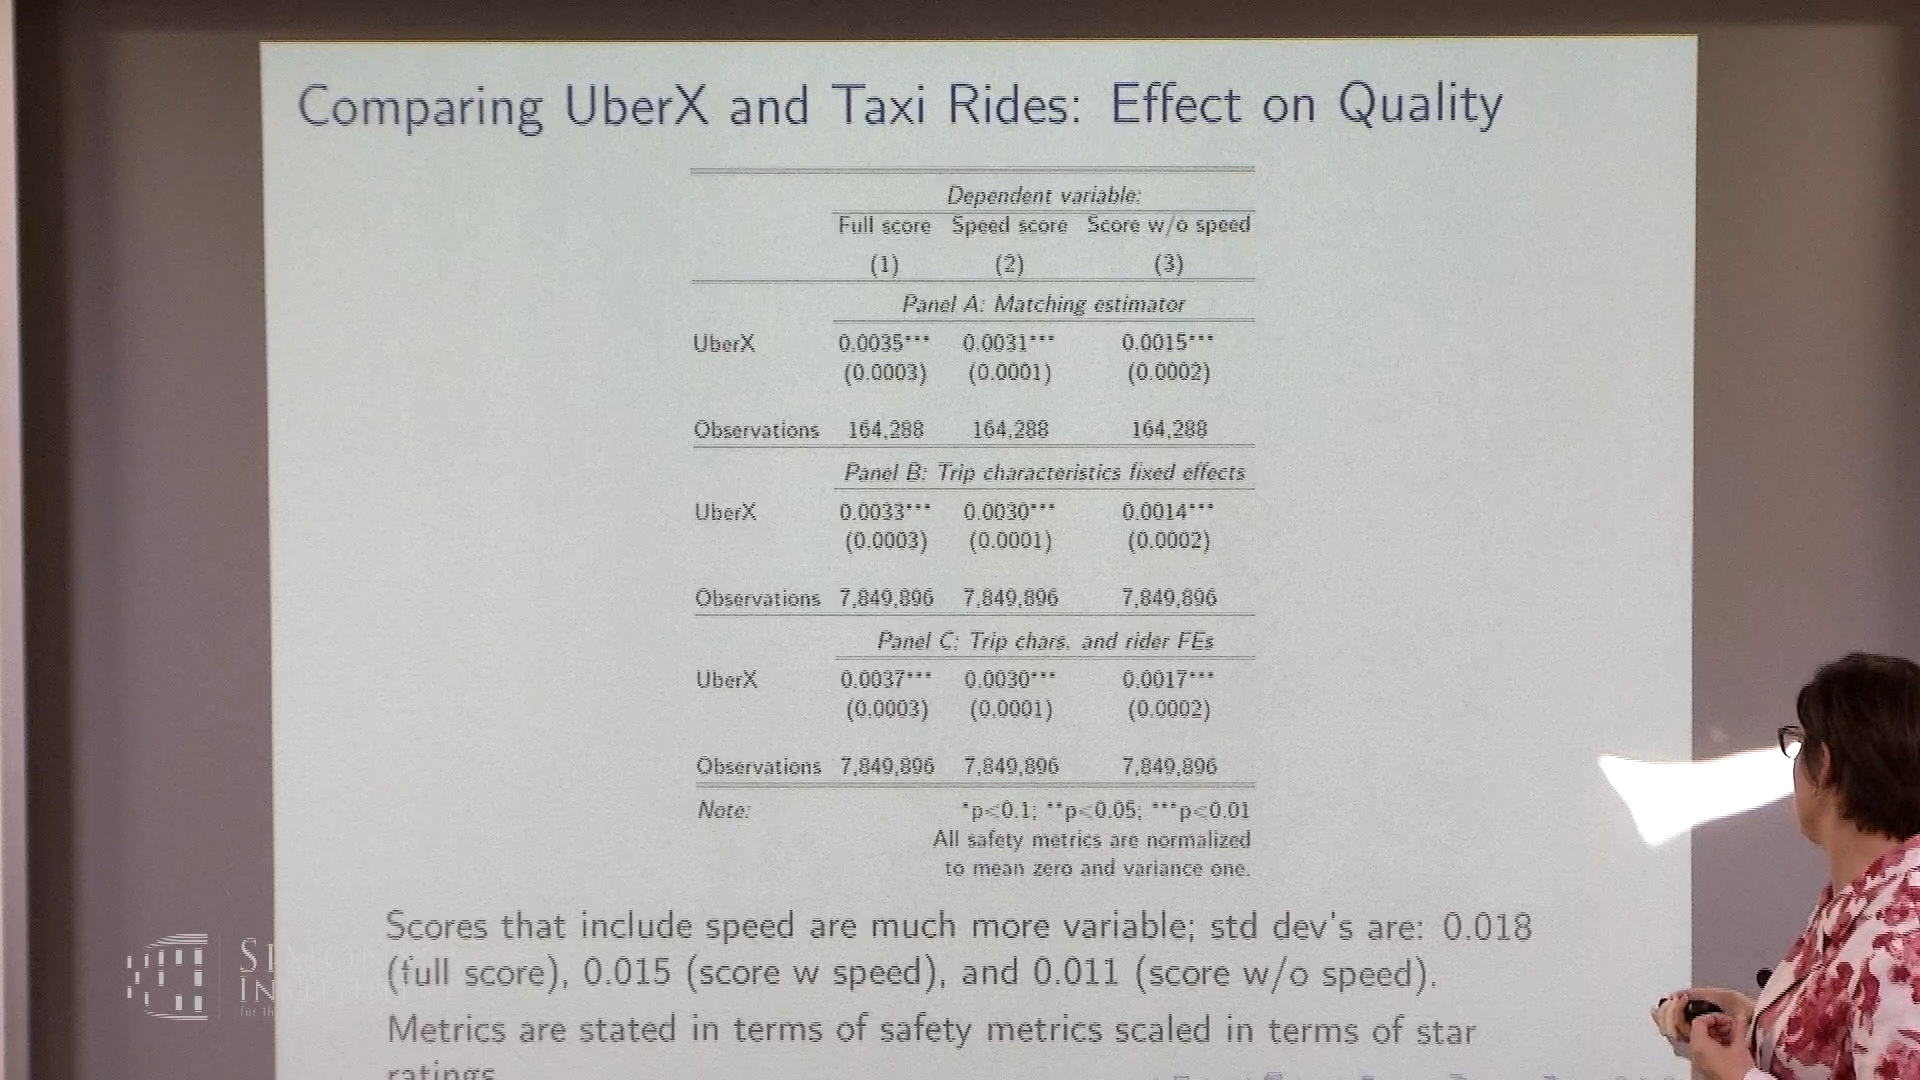 Comparing UberX and Taxi Rides: Effect on Quality
Dependent variable:
Full score Speed score Score w/o speed
(1) (2) (3)
Panel A: Matching estimator
UberX 0.0035*** 0.0031*** 0.0015***
(0.0003) (0.0001) (0.0002)
Observations 164,288 164,288 164,288
Panel B: Trip characteristics fixed effects
UberX 0.0033*** 0.0030*** 0.0014***
(0.0003) (0.0001) (0.0002)
Observations 7,849,896 7,849,896 7,849,896
Panel C: Trip chars. and rider FEs
UberX 0.0037*** 0.0030*** 0.0017***
(0.0003) (0.0001) (0.0002)
Observations 7,849,896 7,849,896 7,849,896
Note: *p<0.1; **p<0.05; ***p<0.01
All safety metrics are normalized
to mean zero and variance one.
Scores that include speed are much more variable; std dev's are: 0.018
(full score), 0.015 (score w speed), and 0.011 (score w/o speed).
Metrics are stated in terms of safety metrics scaled in terms of star
ratings